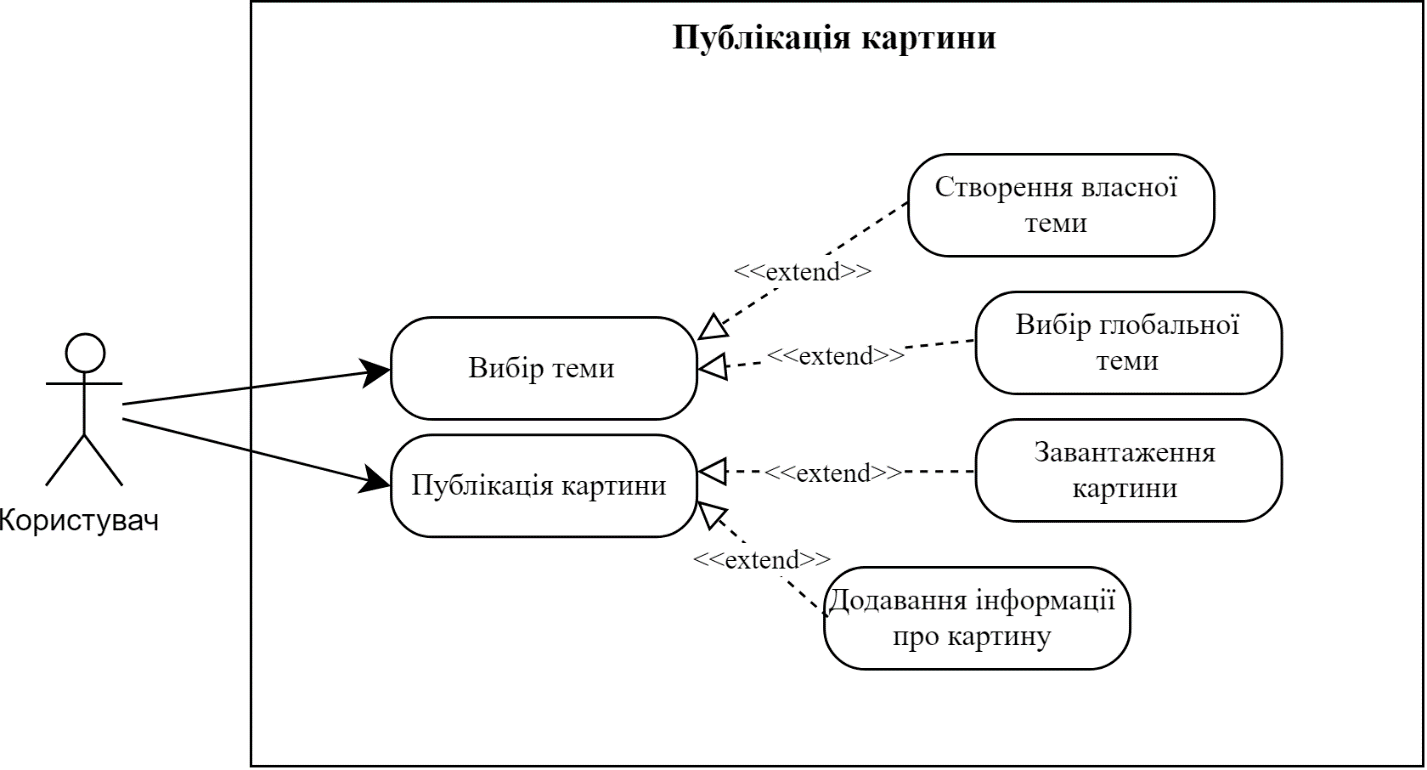 Публікація картини
Створення власної
теми
<<extend>>
Вибір глобальної
теми
<<extend>>
Вибір теми
Завантаження
картини
<<extend>>
Публікація картини
Користувач
<<extend>>
Додавання інформації
про картину